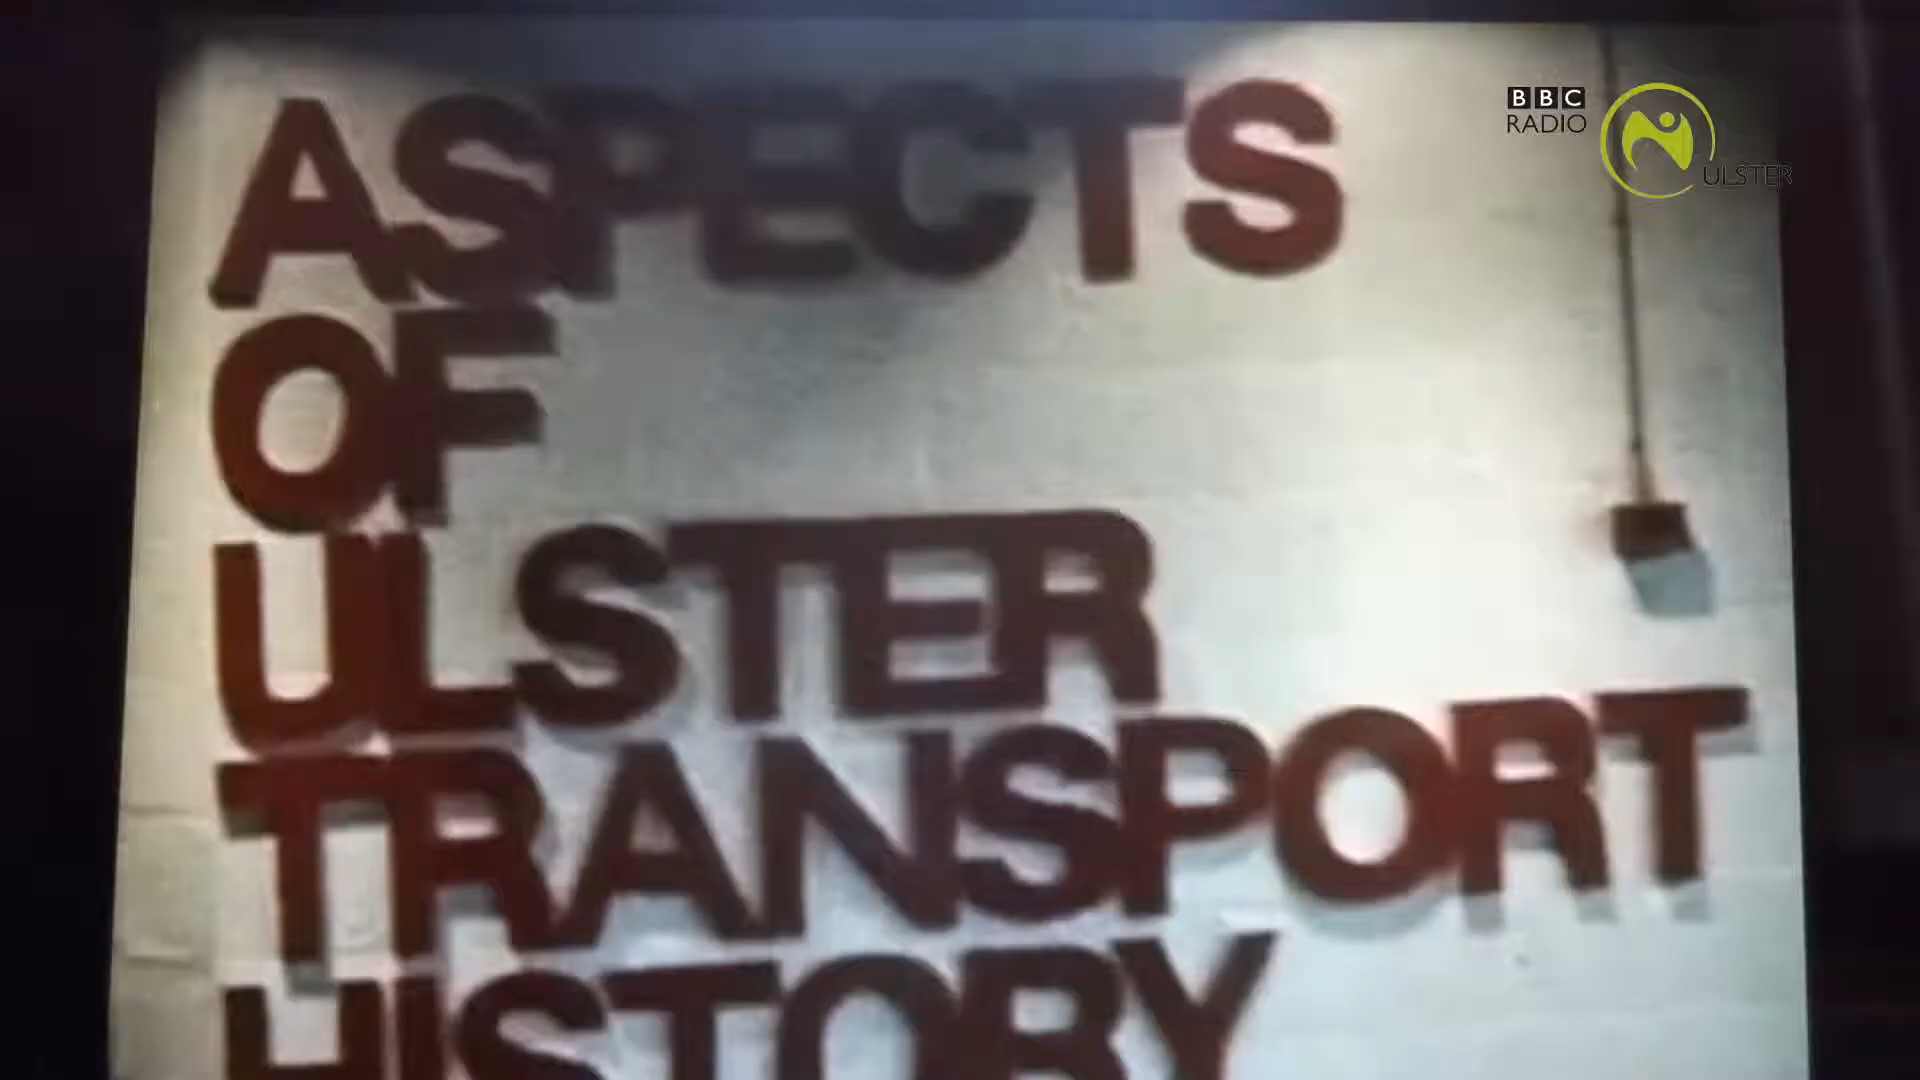 ASPECTS
OF
ULSTER
TRANSPORT
HISTORY
BBC
RADIO
ULSTER